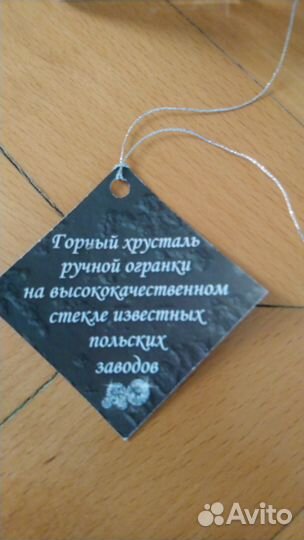 Горный хрусталь
ручной огранки
на высококачественном
стекле известных
польских
заводов
Avito